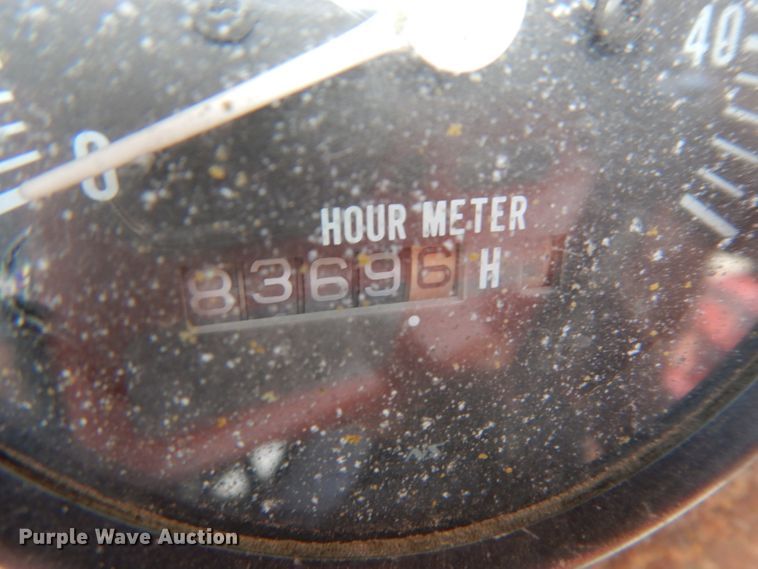 40
0
HOUR METER
83696 H
Purple Wave Auction